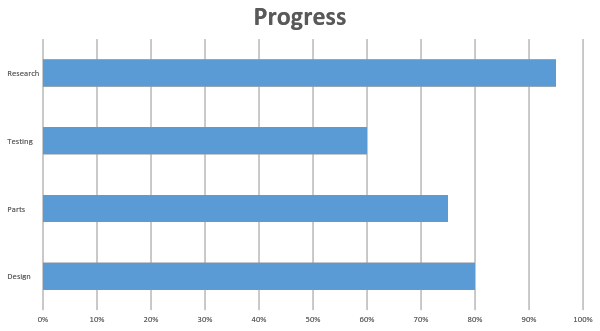 Progress
Research
Testing
Parts
Design
0% 10% 20% 30% 40% 50% 60% 70% 80% 90% 100%